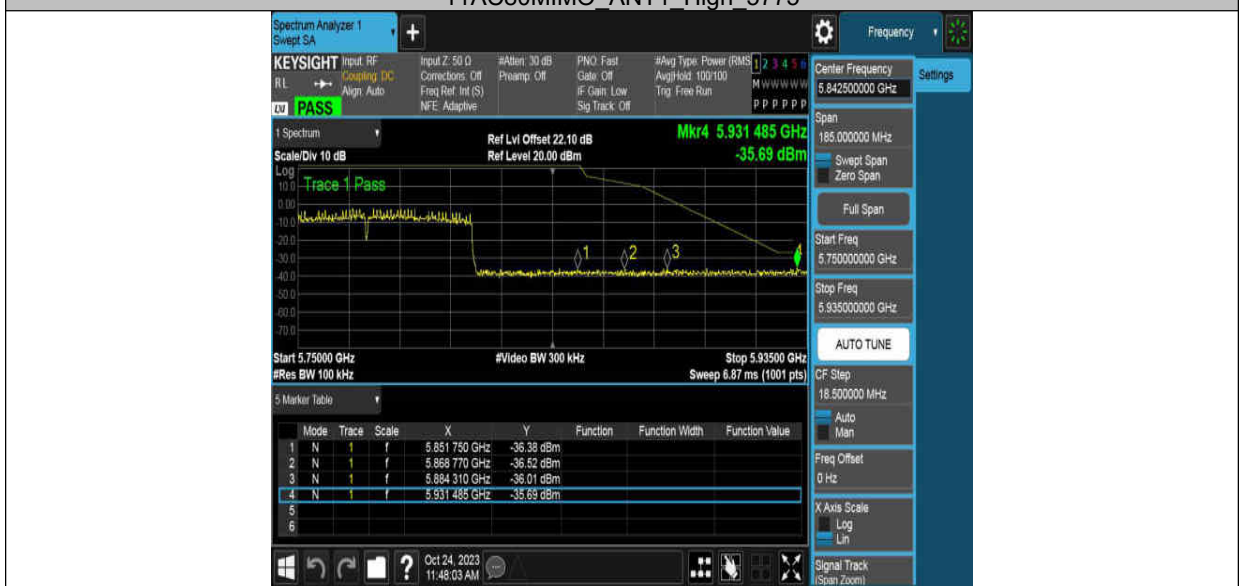 11AC80MIMO_ANT1_High_5775
Spectrum Analyzer 1
Swept SA
+
Frequency
KEYSIGHT
RL
LXI
PASS
Input: RF
Coupling: DC
Align: Auto
Input Z: 50 Ω
Corrections: Off
Freq Ref: Int (S)
NFE: Adaptive
#Atten: 30 dB
Preamp: Off
PNO: Fast
Gate: Off
IF Gain: Low
Sig Track: Off
#Avg Type: Power (RMS
Avg|Hold: 100/100
Trig: Free Run
1 2 3 4 5 6
M W W W W W
P P P P P P
1 Spectrum
Scale/Div 10 dB
Ref Lvl Offset 22.10 dB
Ref Level 20.00 dBm
Mkr4 5.931 485 GHz
-35.69 dBm
Log
Trace 1 Pass
10.0
0.00
-10.0
-20.0
-30.0
-40.0
-50.0
-60.0
-70.0
1
2
3
4
Start 5.75000 GHz
#Res BW 100 kHz
#Video BW 300 kHz
Stop 5.93500 GHz
Sweep 6.87 ms (1001 pts)
5 Marker Table
Mode Trace Scale X Y Function Function Width Function Value
1 N 1 f 5.851 750 GHz -36.38 dBm
2 N 1 f 5.868 770 GHz -36.52 dBm
3 N 1 f 5.884 310 GHz -36.01 dBm
4 N 1 f 5.931 485 GHz -35.69 dBm
5
6
?
Oct 24, 2023
11:48:03 AM
Center Frequency
5.842500000 GHz
Settings
Span
185.000000 MHz
Swept Span
Zero Span
Full Span
Start Freq
5.750000000 GHz
Stop Freq
5.935000000 GHz
AUTO TUNE
CF Step
18.500000 MHz
Auto
Man
Freq Offset
0 Hz
X Axis Scale
Log
Lin
Signal Track
(Span Zoom)